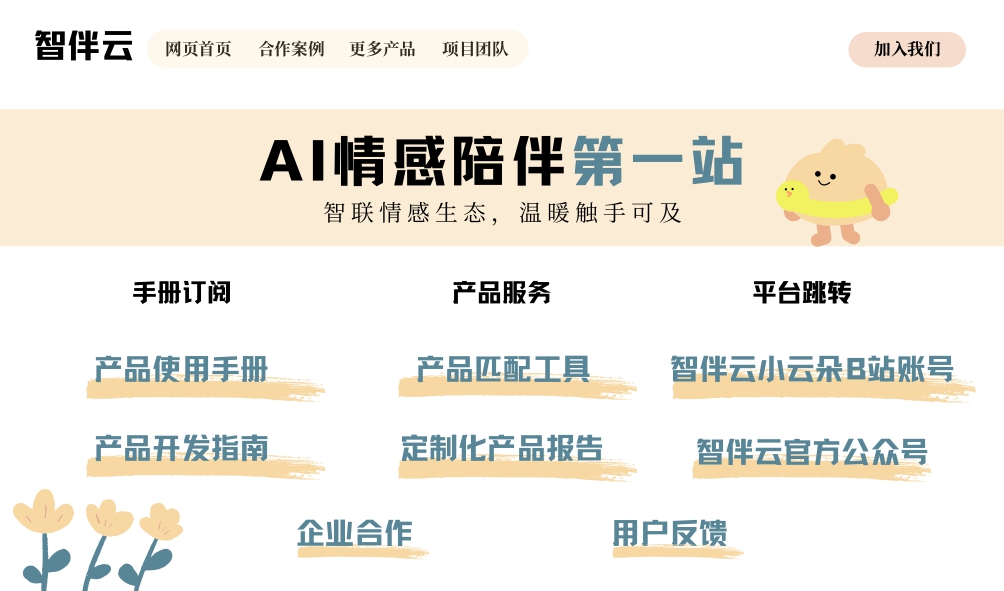 智伴云
网页首页 合作案例 更多产品 项目团队
加入我们
AI情感陪伴第一站
智联情感生态，温暖触手可及
手册订阅 产品服务 平台跳转
产品使用手册 产品匹配工具 智伴云小云朵B站账号
产品开发指南 定制化产品报告 智伴云官方公众号
企业合作 用户反馈